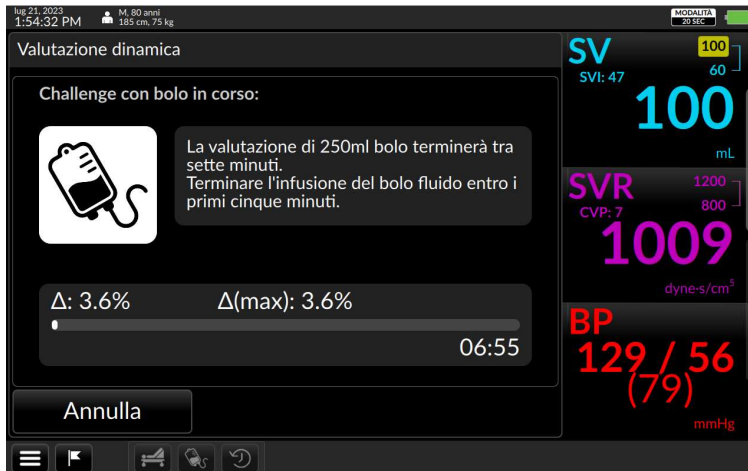 lug 21, 2023
1:54:32 PM
M, 80 anni
185 cm, 75 kg
MODALITÀ
20 SEC
Valutazione dinamica
Challenge con bolo in corso:
La valutazione di 250ml bolo terminerà tra
sette minuti.
Terminare l'infusione del bolo fluido entro i
primi cinque minuti.
Δ: 3.6%
Δ(max): 3.6%
06:55
Annulla
SV
100
60
SVI: 47
100
mL
SVR
1200
800
CVP: 7
1009
dyne-s/cm⁵
BP
129 / 56
(79)
mmHg